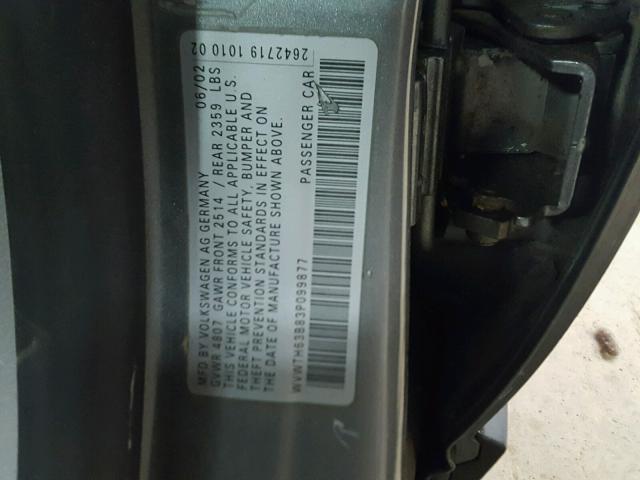 MFD BY VOLKSWAGEN AG GERMANY 06/02
GVWR 4807 GAWR FRONT 2514 / REAR 2359 LBS
THIS VEHICLE CONFORMS TO ALL APPLICABLE U.S.
FEDERAL MOTOR VEHICLE SAFETY, BUMPER AND
THEFT PREVENTION STANDARDS IN EFFECT ON
THE DATE OF MANUFACTURE SHOWN ABOVE.
2642719 1010 02
WVWTH63B83P099877 PASSENGER CAR